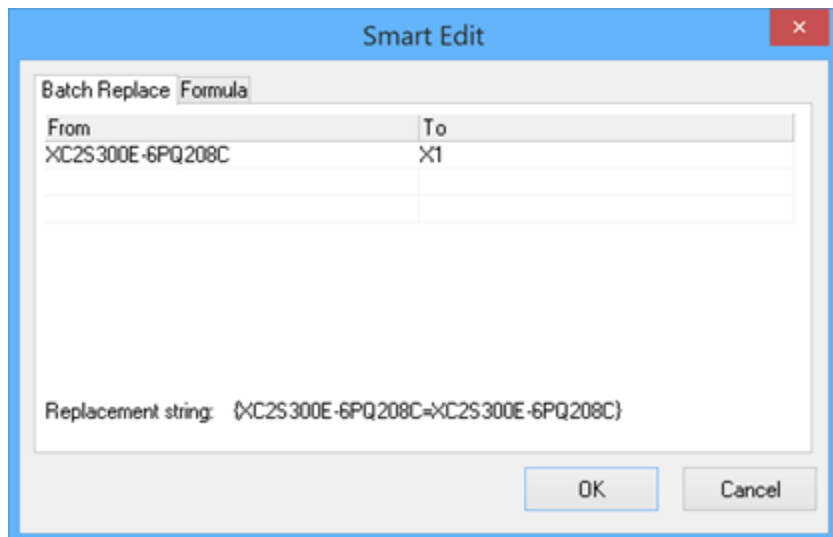 Smart Edit
Batch Replace Formula
From To
XC2S300E-6PQ208C X1
Replacement string: {XC2S300E-6PQ208C=XC2S300E-6PQ208C}
OK Cancel